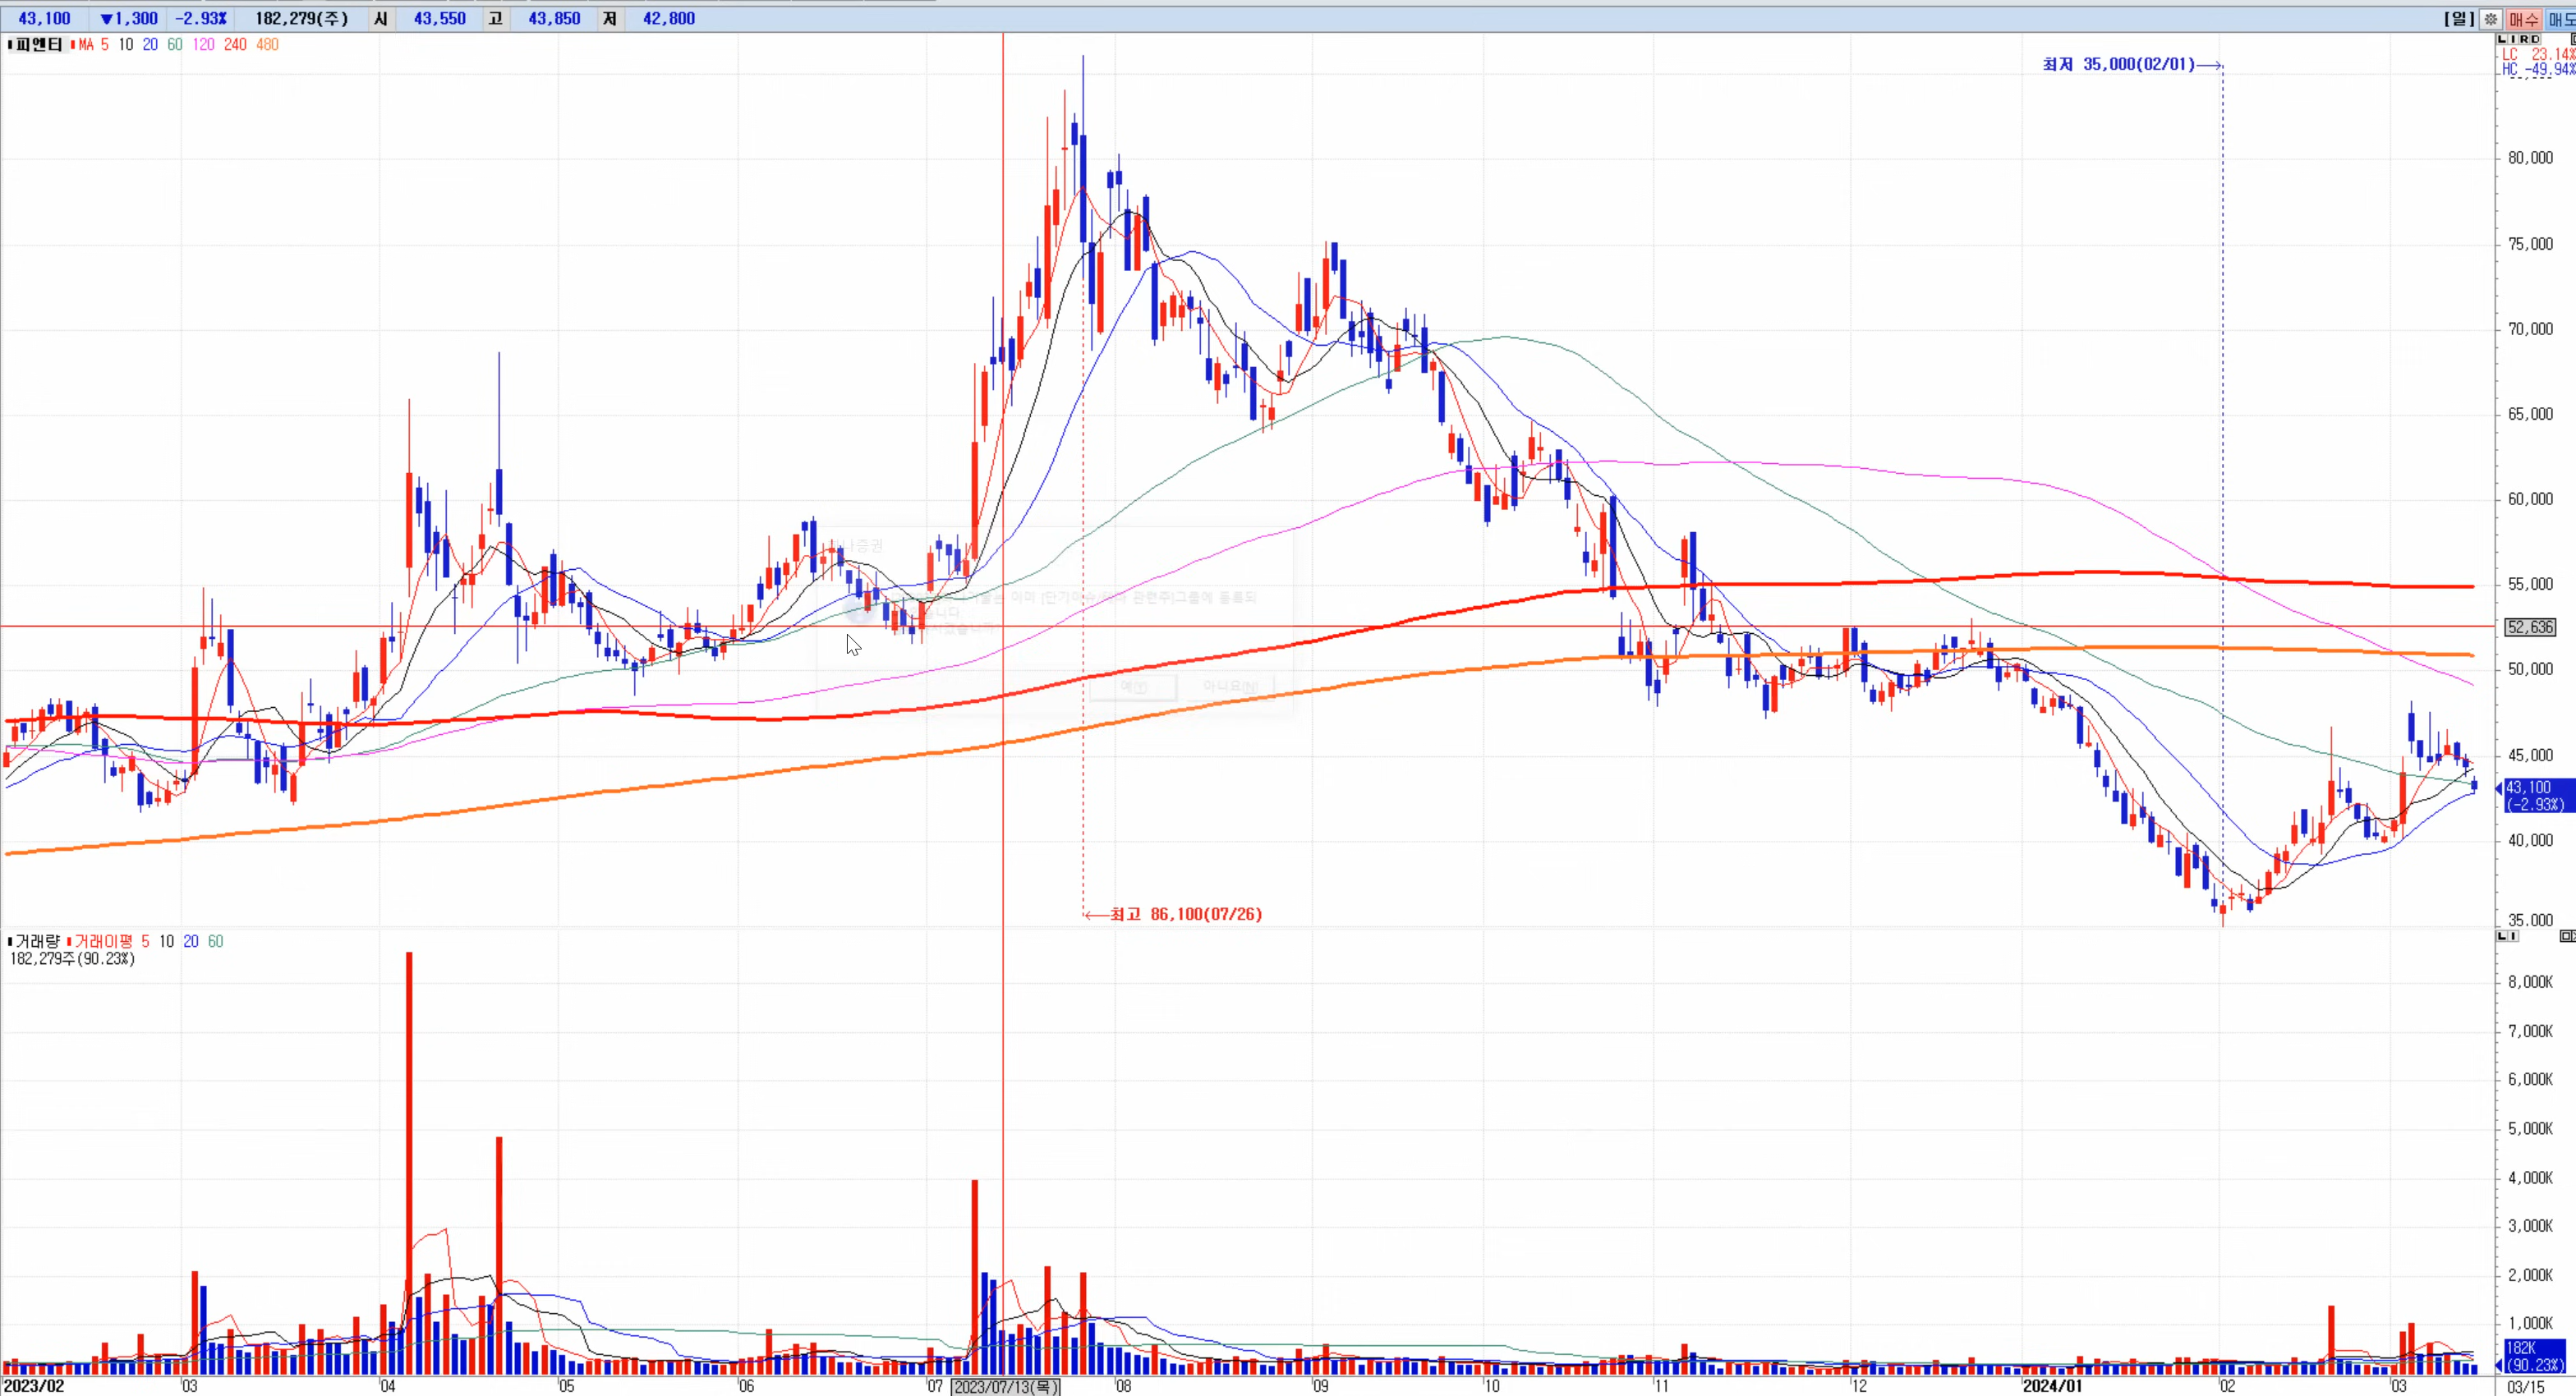 43,100 ▼1,300 -2.93% 182,279(주) 시 43,550 고 43,850 저 42,800 [일] 매수 매도
피앤티 MA 5 10 20 60 120 240 480
L I R D
LC 23.14%
HC -49.94%
최저 35,000(02/01)
80,000
75,000
70,000
65,000
60,000
55,000
52,636
50,000
45,000
43,100
(-2.93%)
40,000
35,000
최고 86,100(07/26)
예(Y) 아니요(N)
거래량 거래이평 5 10 20 60
182,279주(90.23%)
L I
8,000K
7,000K
6,000K
5,000K
4,000K
3,000K
2,000K
1,000K
182K
(90.23%)
2023/02 03 04 05 06 07 2023/07/13(목) 08 09 10 11 12 2024/01 02 03 03/15